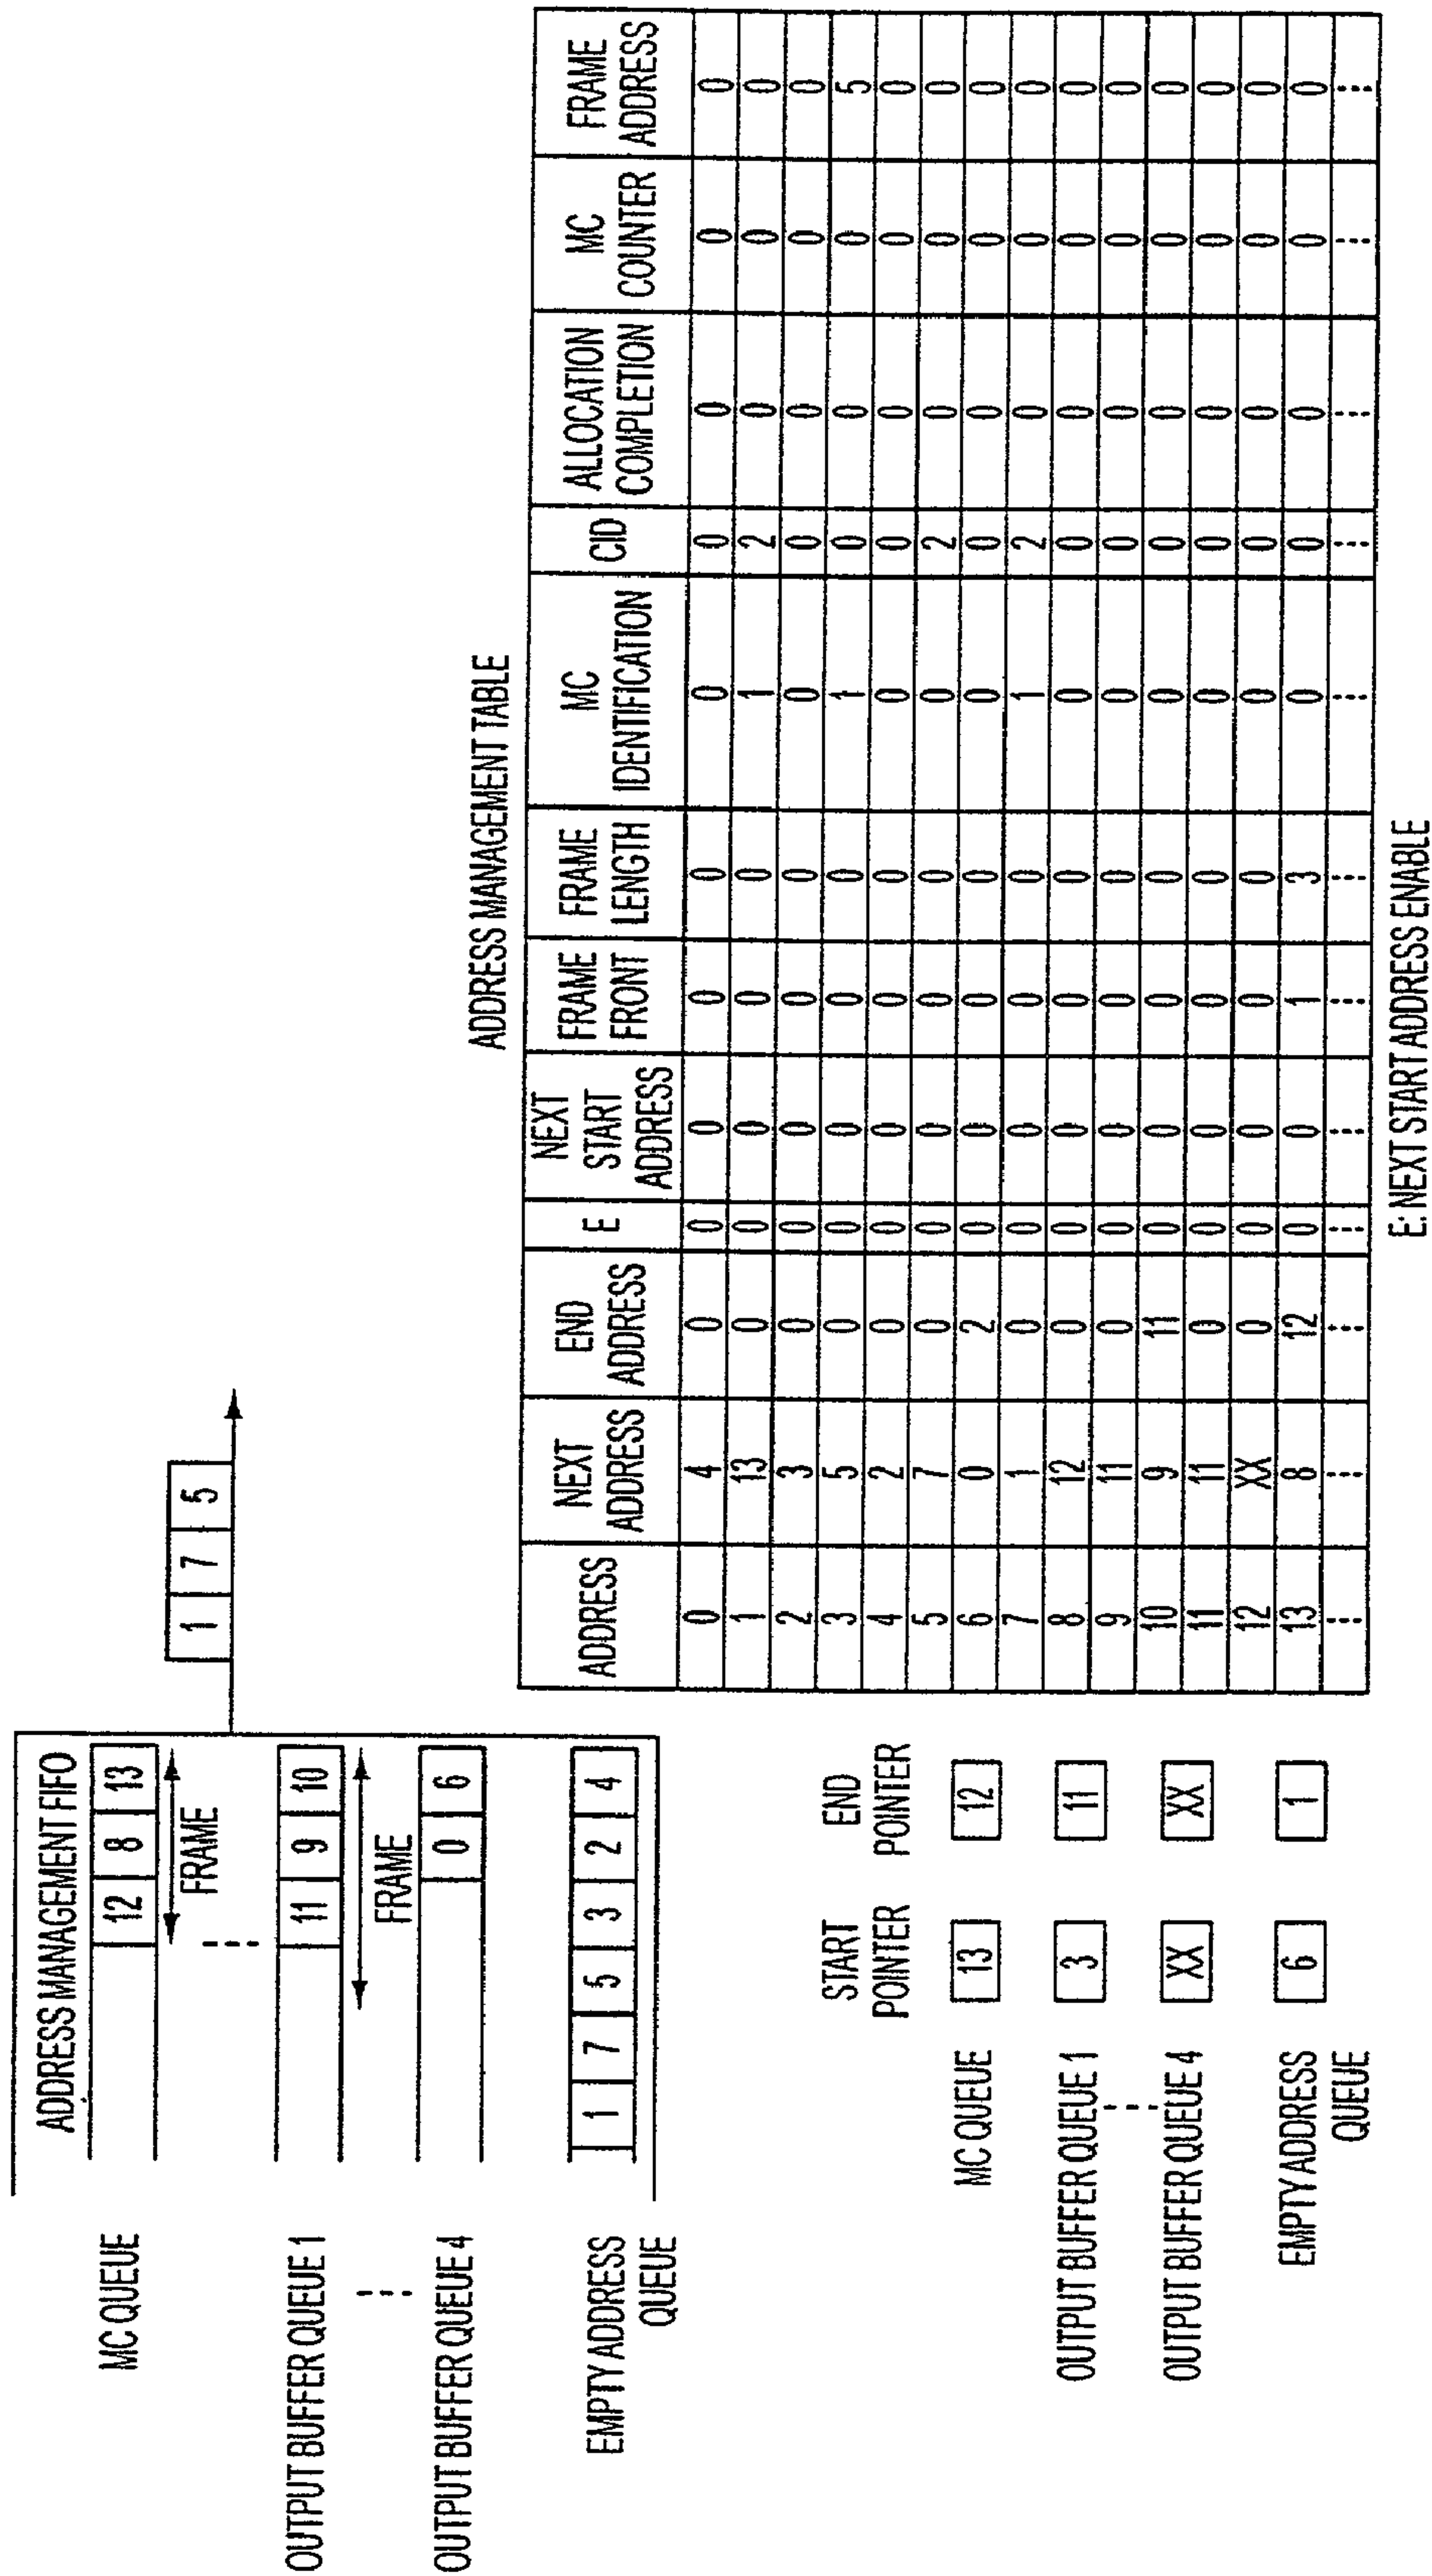 ADDRESS MANAGEMENT FIFO
MC QUEUE
12 8 13
FRAME
1 7 5
OUTPUT BUFFER QUEUE 1
11 9 10
FRAME
OUTPUT BUFFER QUEUE 4
0 6
EMPTY ADDRESS
QUEUE
1 7 5 3 2 4
START
POINTER
END
POINTER
MC QUEUE 13 12
OUTPUT BUFFER QUEUE 1 3 11
OUTPUT BUFFER QUEUE 4 XX XX
EMPTY ADDRESS
QUEUE
6 1
ADDRESS MANAGEMENT TABLE
ADDRESS
NEXT
ADDRESS
END
ADDRESS
E
NEXT
START
ADDRESS
FRAME
FRONT
FRAME
LENGTH
MC
IDENTIFICATION
CID
ALLOCATION
COMPLETION
MC
COUNTER
FRAME
ADDRESS
0 4 0 0 0 0 0 0 0 0 0 0
1 13 0 0 0 0 0 1 2 0 0 0
2 3 0 0 0 0 0 0 0 0 0 0
3 5 0 0 0 0 0 1 0 0 0 5
4 2 0 0 0 0 0 0 0 0 0 0
5 7 0 0 0 0 0 0 2 0 0 0
6 0 2 0 0 0 0 0 0 0 0 0
7 1 0 0 0 0 0 1 2 0 0 0
8 12 0 0 0 0 0 0 0 0 0 0
9 11 0 0 0 0 0 0 0 0 0 0
10 9 11 0 0 0 0 0 0 0 0 0
11 11 0 0 0 0 0 0 0 0 0 0
12 XX 0 0 0 0 0 0 0 0 0 0
13 8 12 0 0 1 3 0 0 0 0 0
E: NEXT START ADDRESS ENABLE